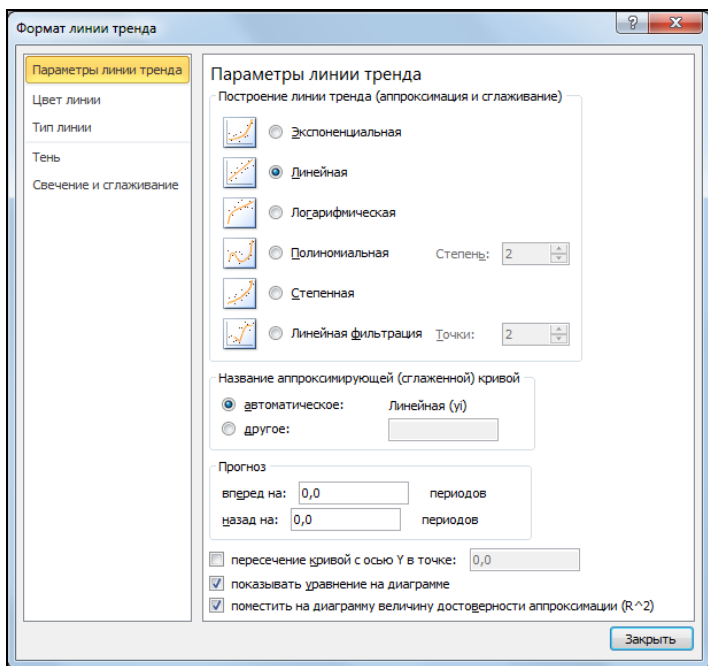 Формат линии тренда
Параметры линии тренда
Цвет линии
Тип линии
Тень
Свечение и сглаживание
Параметры линии тренда
Построение линии тренда (аппроксимация и сглаживание)
Экспоненциальная
Линейная
Логарифмическая
Полиномиальная Степень: 2
Степенная
Линейная фильтрация Точки: 2
Название аппроксимирующей (сглаженной) кривой
автоматическое: Линейная (yi)
другое:
Прогноз
вперед на: 0,0 периодов
назад на: 0,0 периодов
пересечение кривой с осью Y в точке: 0,0
показывать уравнение на диаграмме
поместить на диаграмму величину достоверности аппроксимации (R^2)
Закрыть